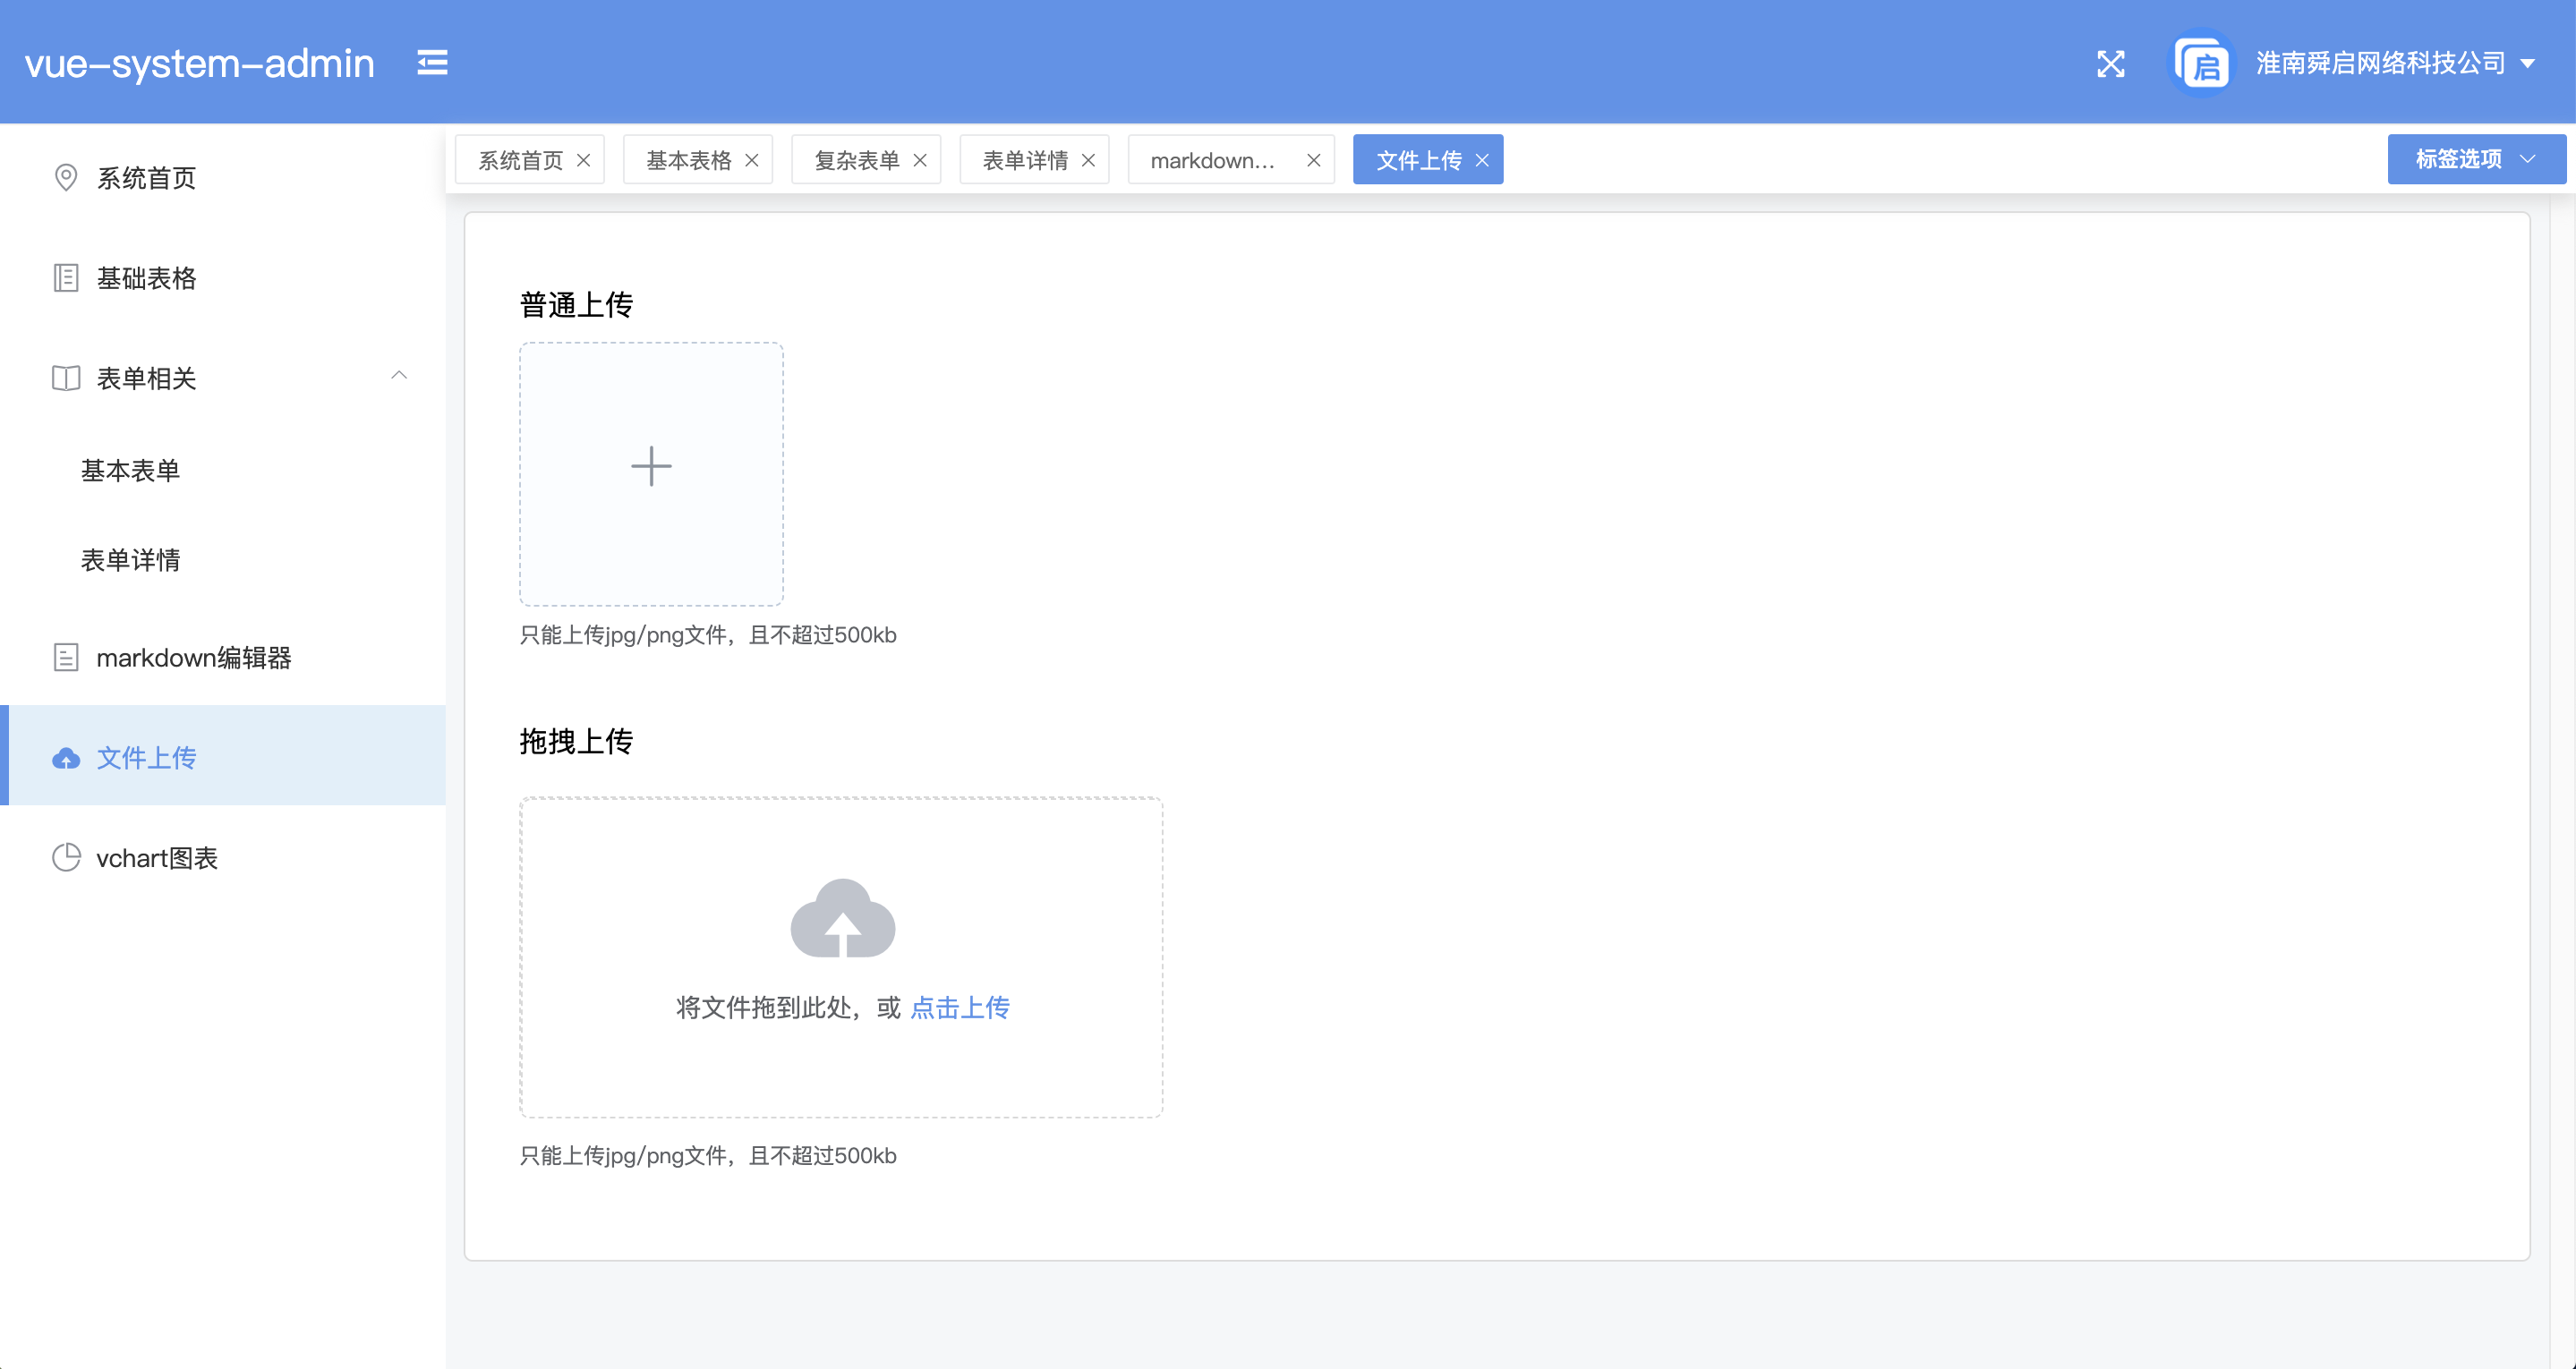 vue-system-admin
启
淮南舜启网络科技公司
系统首页
基本表格
复杂表单
表单详情
markdown...
文件上传
标签选项
系统首页
基础表格
表单相关
基本表单
表单详情
markdown编辑器
文件上传
vchart图表
普通上传
只能上传jpg/png文件，且不超过500kb
拖拽上传
将文件拖到此处，或 点击上传
只能上传jpg/png文件，且不超过500kb